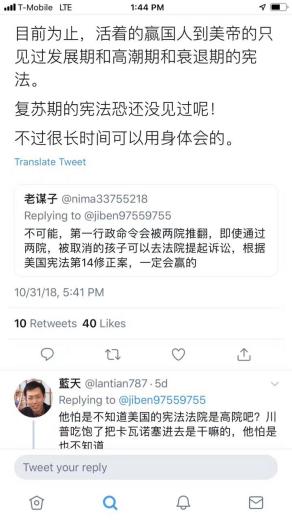 T-Mobile LTE
1:44 PM
目前为止，活着的赢国人到美帝的只
见过发展期和高潮期和衰退期的宪
法。
复苏期的宪法恐还没见过呢！
不过很长时间可以用身体会的。
Translate Tweet
老谋子 @nima33755218
Replying to @jiben97559755
不可能，第一行政命令会被两院推翻，即使通过
两院，被取消的孩子可以去法院提起诉讼，根据
美国宪法第14修正案，一定会赢的
10/31/18, 5:41 PM
10 Retweets 40 Likes
藍天 @lantian787 · 5d
Replying to @jiben97559755
他怕是不知道美国的宪法法院是高院吧？川
普吃饱了把卡瓦诺塞进去是干嘛的，他怕是
也不知道
Tweet your reply